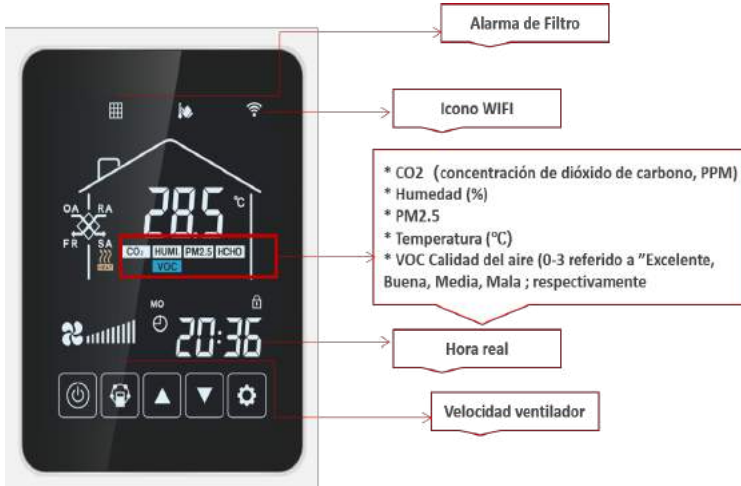 Alarma de Filtro
Icono WIFI
OA RA
28.5 °C
FR SA
CO₂ HUMI. PM2.5 HCHO
VOC
* CO2 (concentración de dióxido de carbono, PPM)
* Humedad (%)
* PM2.5
* Temperatura (°C)
* VOC Calidad del aire (0-3 referido a "Excelente,
Buena, Media, Mala ; respectivamente
MO
20:36
Hora real
Velocidad ventilador